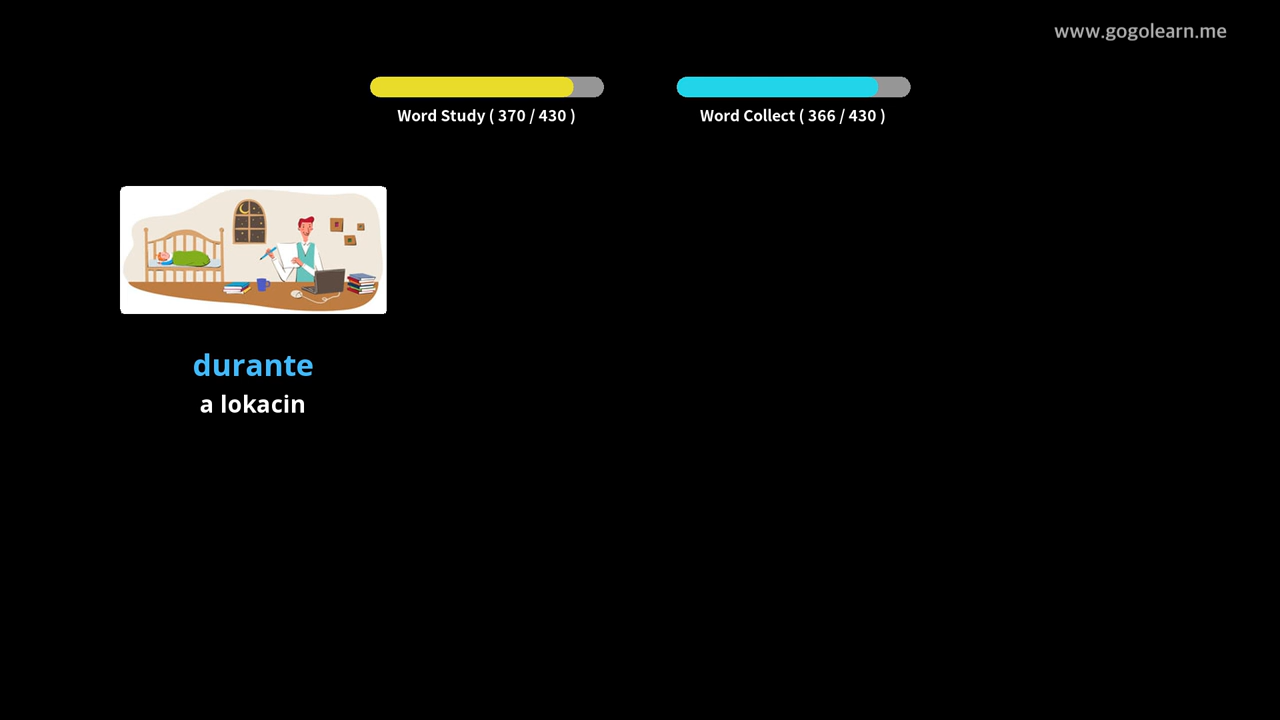 www.gogolearn.me
Word Study ( 370 / 430 )
Word Collect ( 366 / 430 )
durante
a lokacin